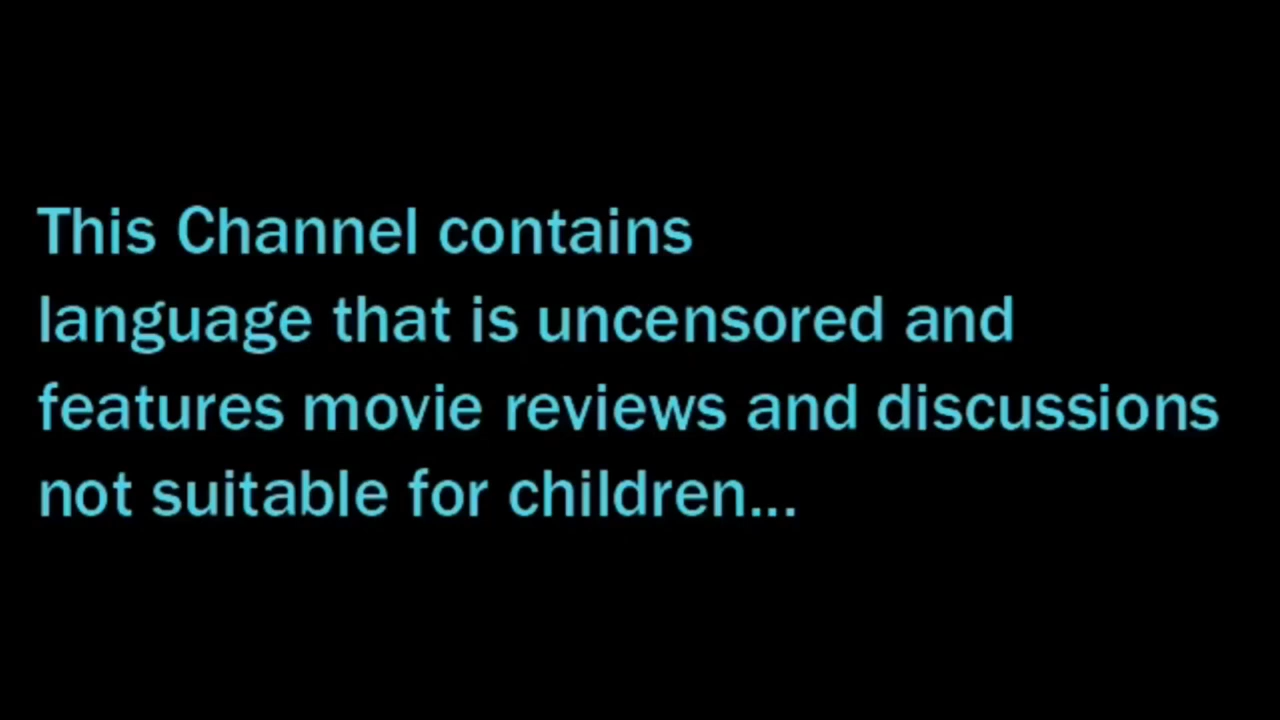 This Channel contains
language that is uncensored and
features movie reviews and discussions
not suitable for children...